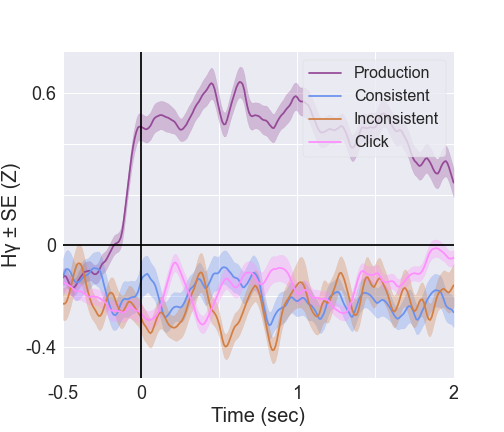 Production
Consistent
Inconsistent
Click
Hγ ± SE (Z)
0.6
0
-0.4
-0.5
0
1
2
Time (sec)